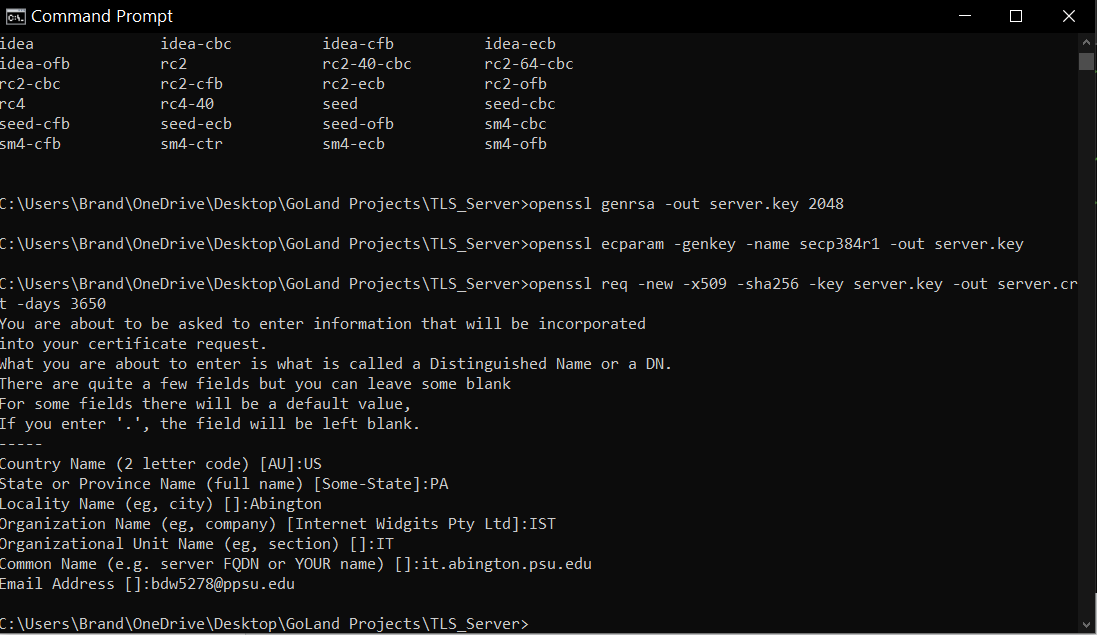 Command Prompt
idea idea-cbc idea-cfb idea-ecb
idea-ofb rc2 rc2-40-cbc rc2-64-cbc
rc2-cbc rc2-cfb rc2-ecb rc2-ofb
rc4 rc4-40 seed seed-cbc
seed-cfb seed-ecb seed-ofb sm4-cbc
sm4-cfb sm4-ctr sm4-ecb sm4-ofb
C:\Users\Brand\OneDrive\Desktop\GoLand Projects\TLS_Server>openssl genrsa -out server.key 2048
C:\Users\Brand\OneDrive\Desktop\GoLand Projects\TLS_Server>openssl ecparam -genkey -name secp384r1 -out server.key
C:\Users\Brand\OneDrive\Desktop\GoLand Projects\TLS_Server>openssl req -new -x509 -sha256 -key server.key -out server.cr
t -days 3650
You are about to be asked to enter information that will be incorporated
into your certificate request.
What you are about to enter is what is called a Distinguished Name or a DN.
There are quite a few fields but you can leave some blank
For some fields there will be a default value,
If you enter '.', the field will be left blank.
-----
Country Name (2 letter code) [AU]:US
State or Province Name (full name) [Some-State]:PA
Locality Name (eg, city) []:Abington
Organization Name (eg, company) [Internet Widgits Pty Ltd]:IST
Organizational Unit Name (eg, section) []:IT
Common Name (e.g. server FQDN or YOUR name) []:it.abington.psu.edu
Email Address []:bdw5278@ppsu.edu
C:\Users\Brand\OneDrive\Desktop\GoLand Projects\TLS_Server>